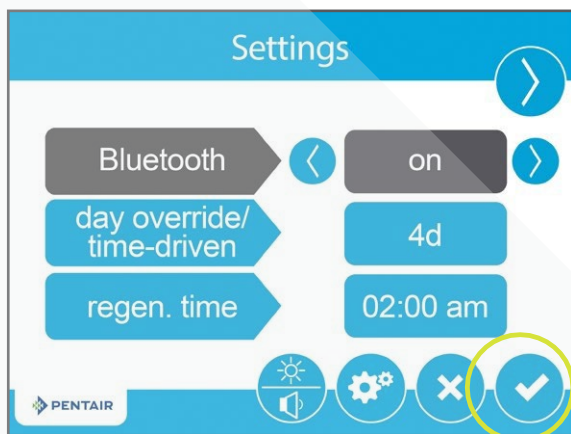 Settings
Bluetooth
on
day override/
time-driven
4d
regen. time
02:00 am
PENTAIR